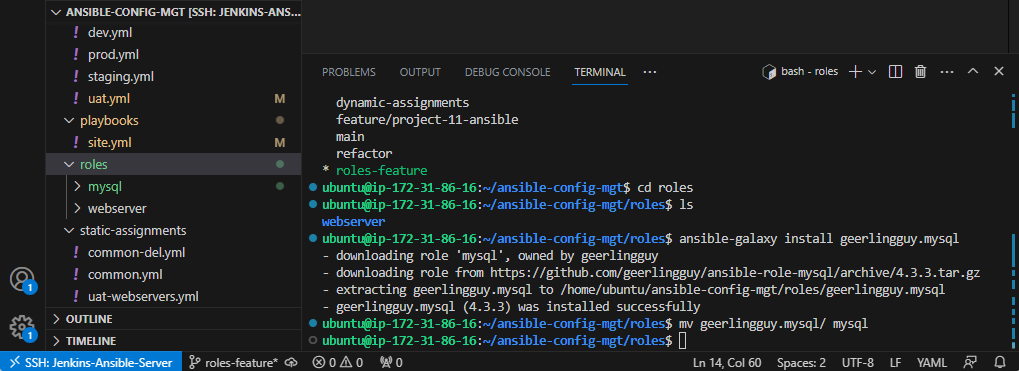 ANSIBLE-CONFIG-MGT [SSH: JENKINS-ANS...
! dev.yml
! prod.yml
! staging.yml
! uat.yml M
playbooks
! site.yml M
roles
mysql
webserver
static-assignments
! common-del.yml
! common.yml
! uat-webservers.yml
OUTLINE
TIMELINE
1
1
PROBLEMS OUTPUT DEBUG CONSOLE TERMINAL ... bash - roles
dynamic-assignments
feature/project-11-ansible
main
refactor
* roles-feature
ubuntu@ip-172-31-86-16:~/ansible-config-mgt$ cd roles
ubuntu@ip-172-31-86-16:~/ansible-config-mgt/roles$ ls
webserver
ubuntu@ip-172-31-86-16:~/ansible-config-mgt/roles$ ansible-galaxy install geerlingguy.mysql
- downloading role 'mysql', owned by geerlingguy
- downloading role from https://github.com/geerlingguy/ansible-role-mysql/archive/4.3.3.tar.gz
- extracting geerlingguy.mysql to /home/ubuntu/ansible-config-mgt/roles/geerlingguy.mysql
- geerlingguy.mysql (4.3.3) was installed successfully
ubuntu@ip-172-31-86-16:~/ansible-config-mgt/roles$ mv geerlingguy.mysql/ mysql
ubuntu@ip-172-31-86-16:~/ansible-config-mgt/roles$
SSH: Jenkins-Ansible-Server roles-feature* 0 0 0 Ln 14, Col 60 Spaces: 2 UTF-8 LF YAML